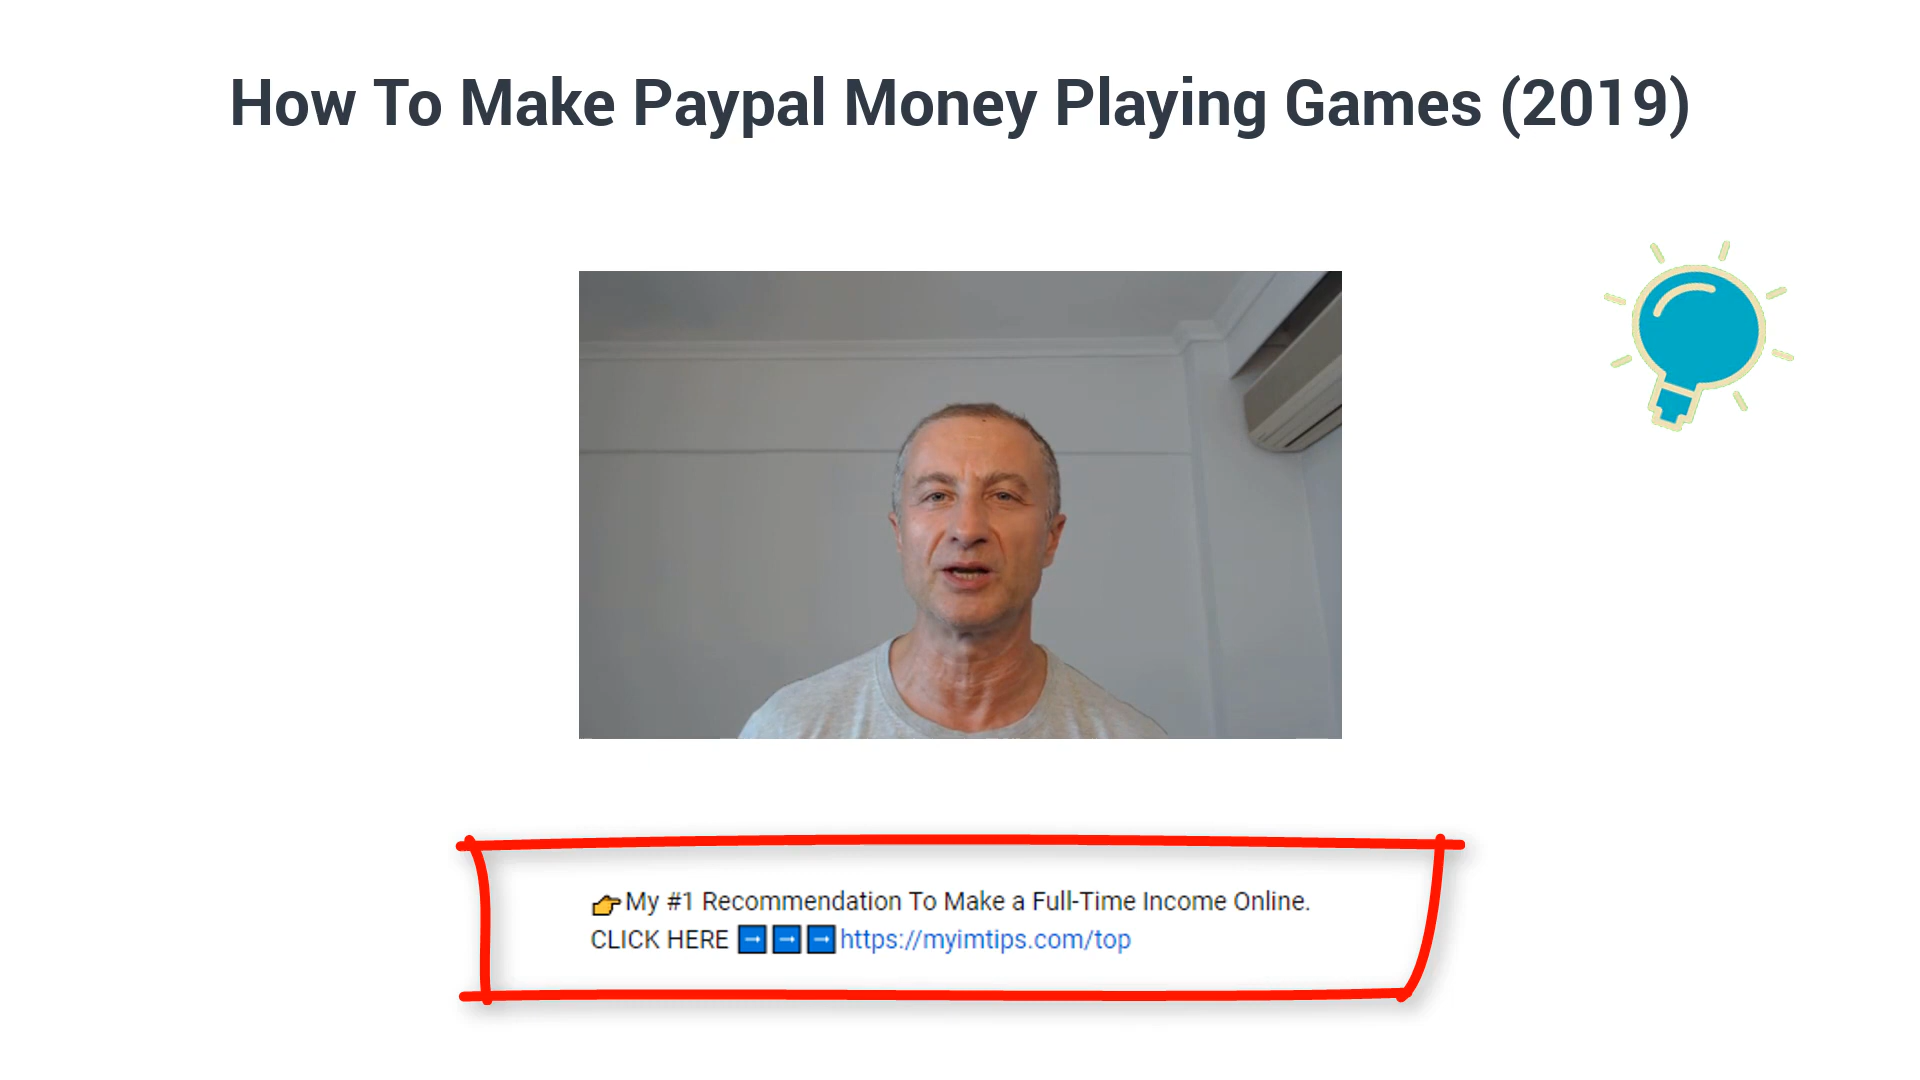 How To Make Paypal Money Playing Games (2019)
👉My #1 Recommendation To Make a Full-Time Income Online.
CLICK HERE ➡➡➡https://myimtips.com/top